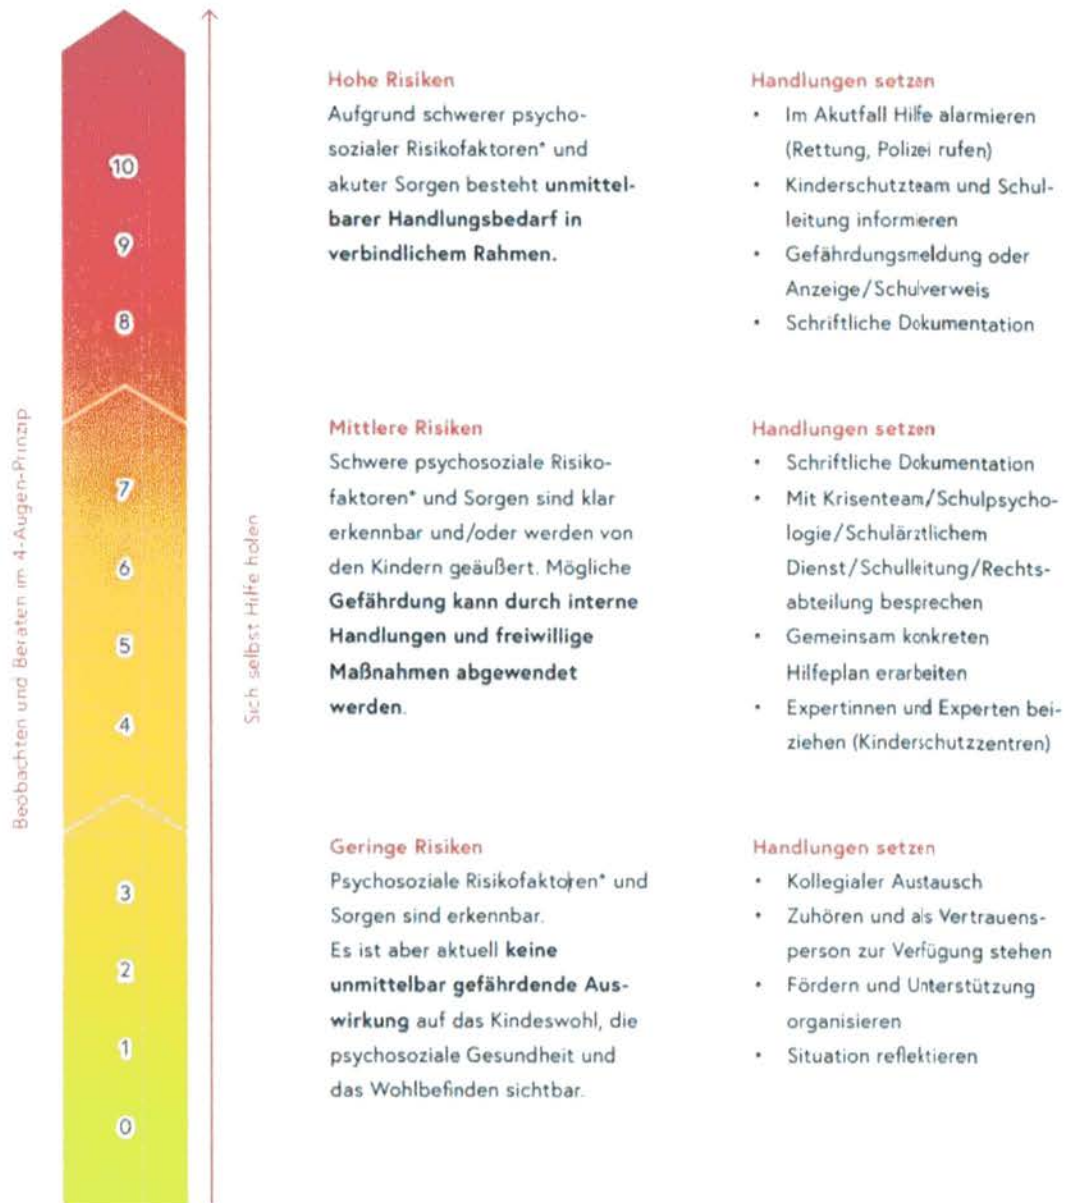 Beobachten und Beraten im 4-Augen-Prinzip
10
9
8
7
6
5
4
3
2
1
0
Sich selbst Hilfe holen
Hohe Risiken
Aufgrund schwerer psycho-
sozialer Risikofaktoren* und
akuter Sorgen besteht unmittel-
barer Handlungsbedarf in
verbindlichem Rahmen.
Handlungen setzen
• Im Akutfall Hilfe alarmieren
(Rettung, Polizei rufen)
• Kinderschutzteam und Schul-
leitung informieren
• Gefährdungsmeldung oder
Anzeige/Schulverweis
• Schriftliche Dokumentation
Mittlere Risiken
Schwere psychosoziale Risiko-
faktoren* und Sorgen sind klar
erkennbar und/oder werden von
den Kindern geäußert. Mögliche
Gefährdung kann durch interne
Handlungen und freiwillige
Maßnahmen abgewendet
werden.
Handlungen setzen
• Schriftliche Dokumentation
• Mit Krisenteam/Schulpsycho-
logie/Schulärztlichem
Dienst/Schulleitung/Rechts-
abteilung besprechen
• Gemeinsam konkreten
Hilfeplan erarbeiten
• Expertinnen und Experten bei-
ziehen (Kinderschutzzentren)
Geringe Risiken
Psychosoziale Risikofaktoren* und
Sorgen sind erkennbar.
Es ist aber aktuell keine
unmittelbar gefährdende Aus-
wirkung auf das Kindeswohl, die
psychosoziale Gesundheit und
das Wohlbefinden sichtbar.
Handlungen setzen
• Kollegialer Austausch
• Zuhören und als Vertrauens-
person zur Verfügung stehen
• Fördern und Unterstützung
organisieren
• Situation reflektieren